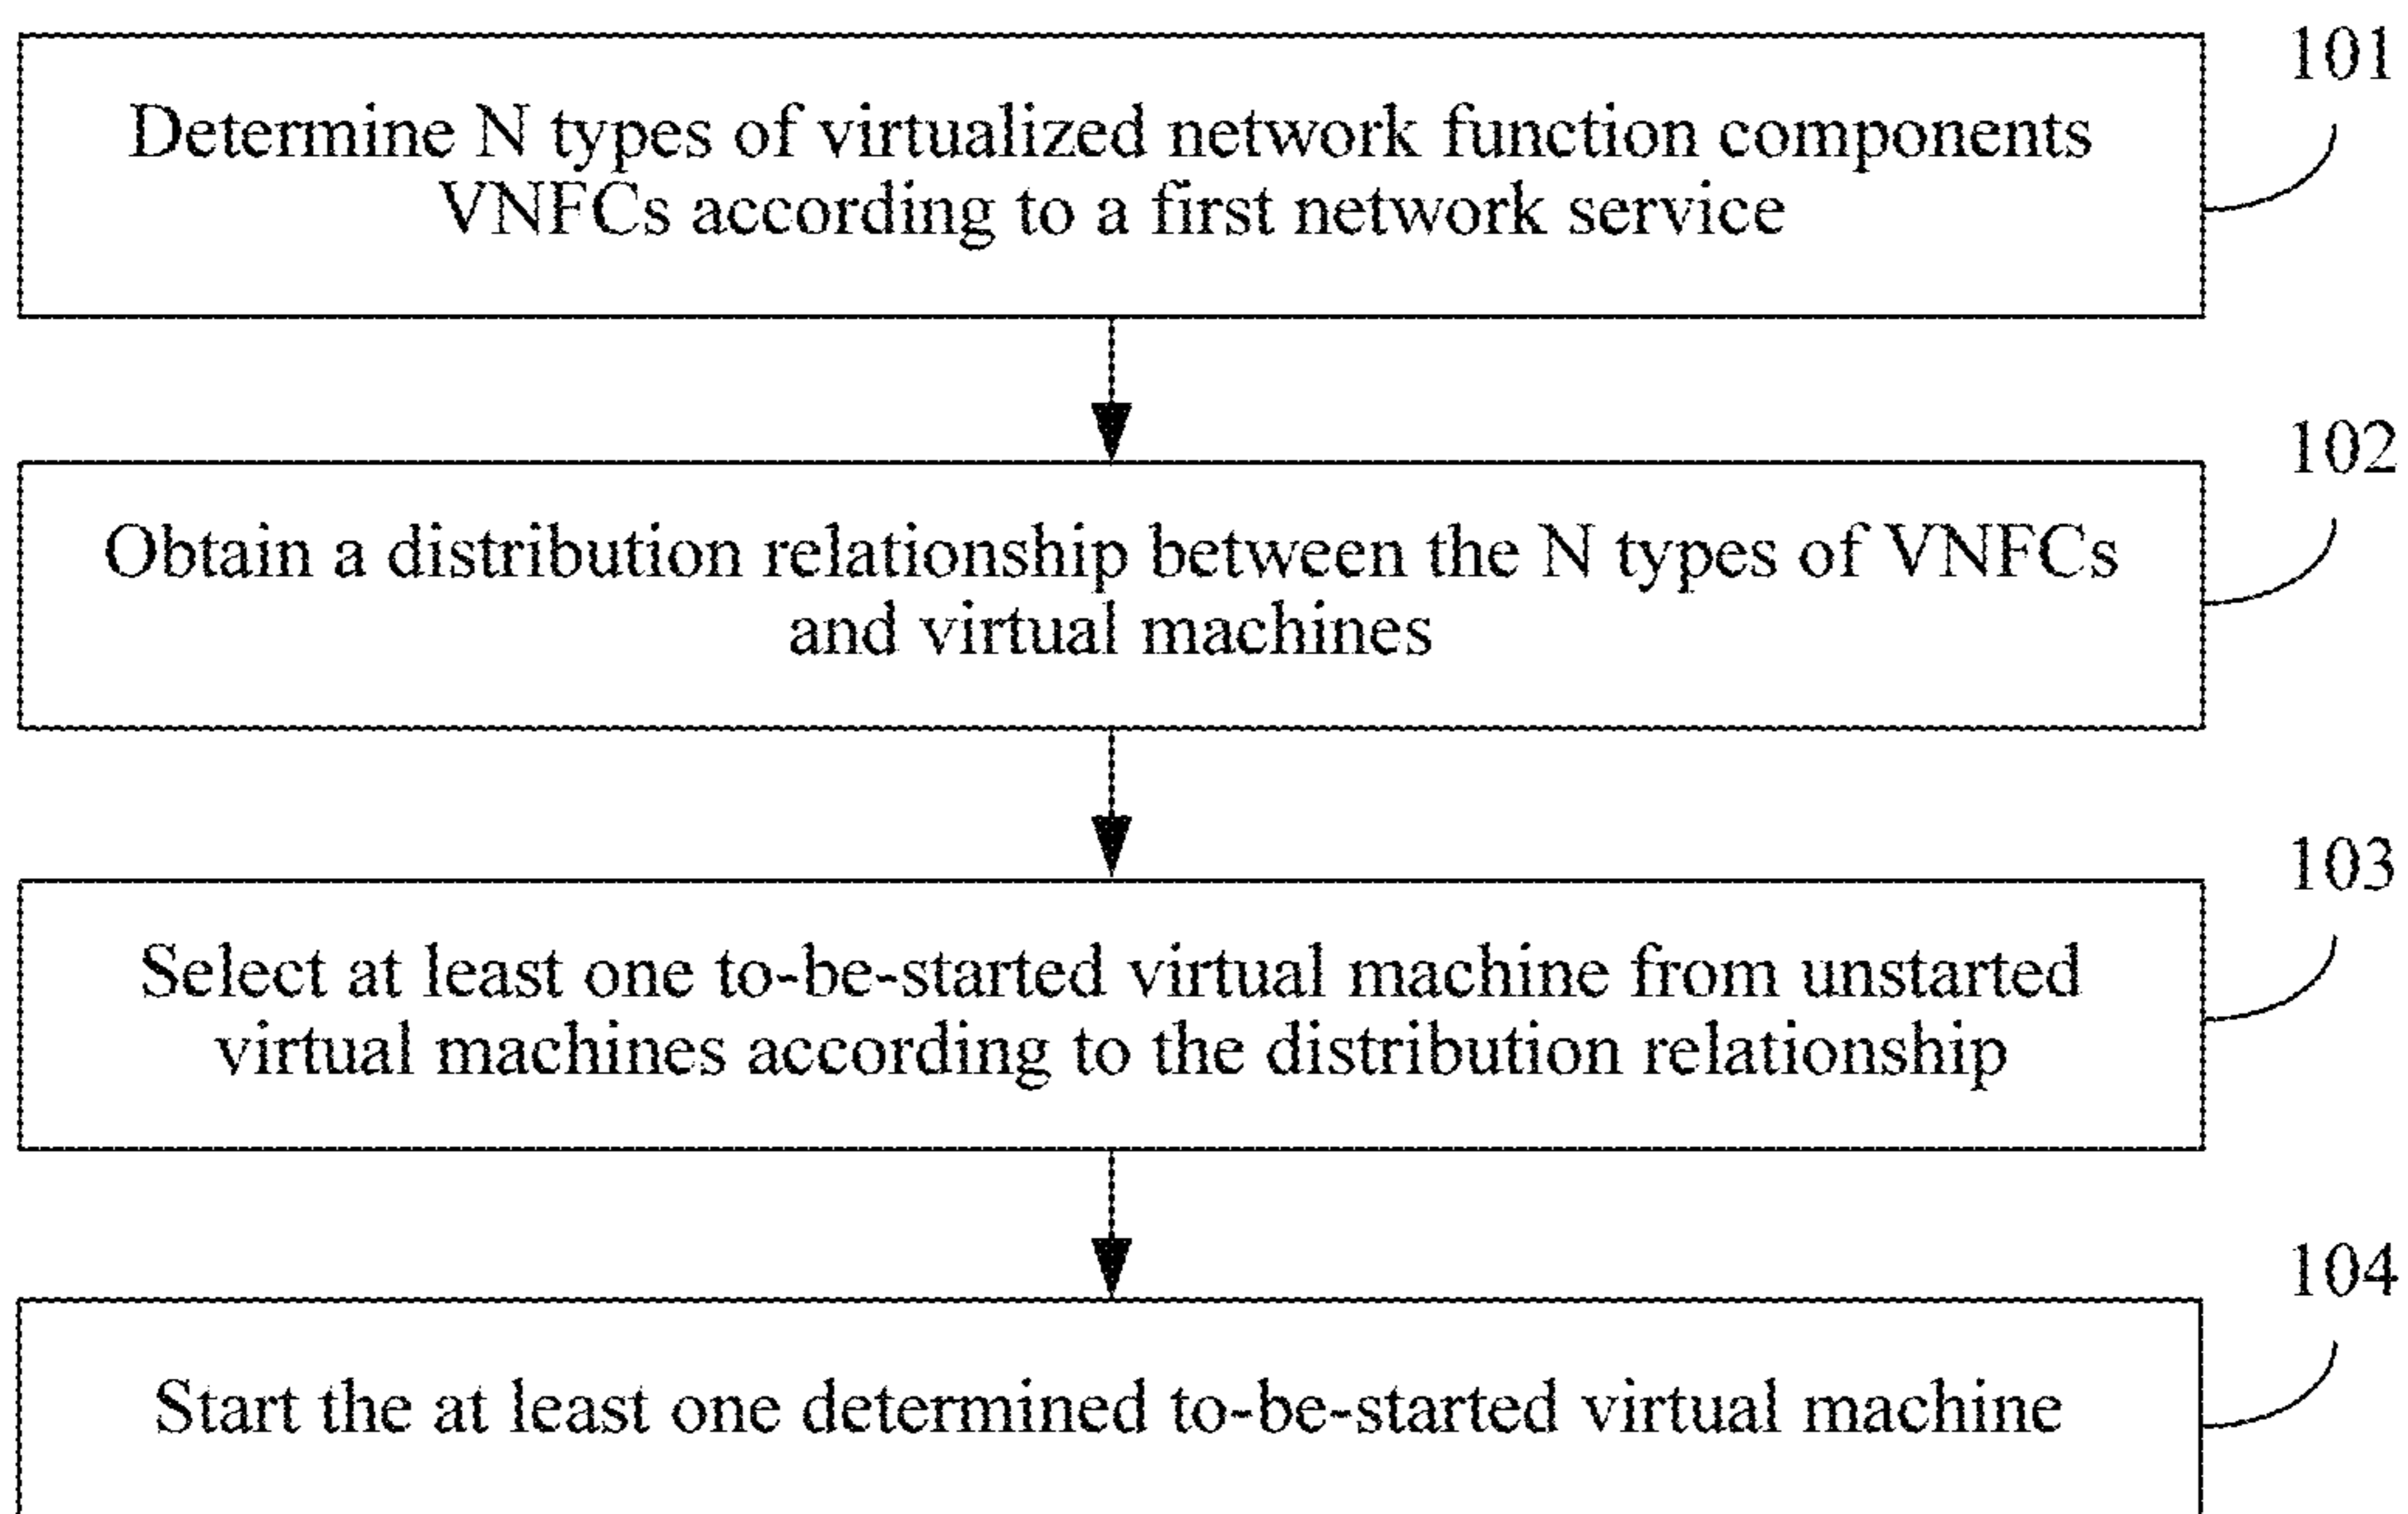 101
Determine N types of virtualized network function components
VNFCs according to a first network service
102
Obtain a distribution relationship between the N types of VNFCs
and virtual machines
103
Select at least one to-be-started virtual machine from unstarted
virtual machines according to the distribution relationship
104
Start the at least one determined to-be-started virtual machine